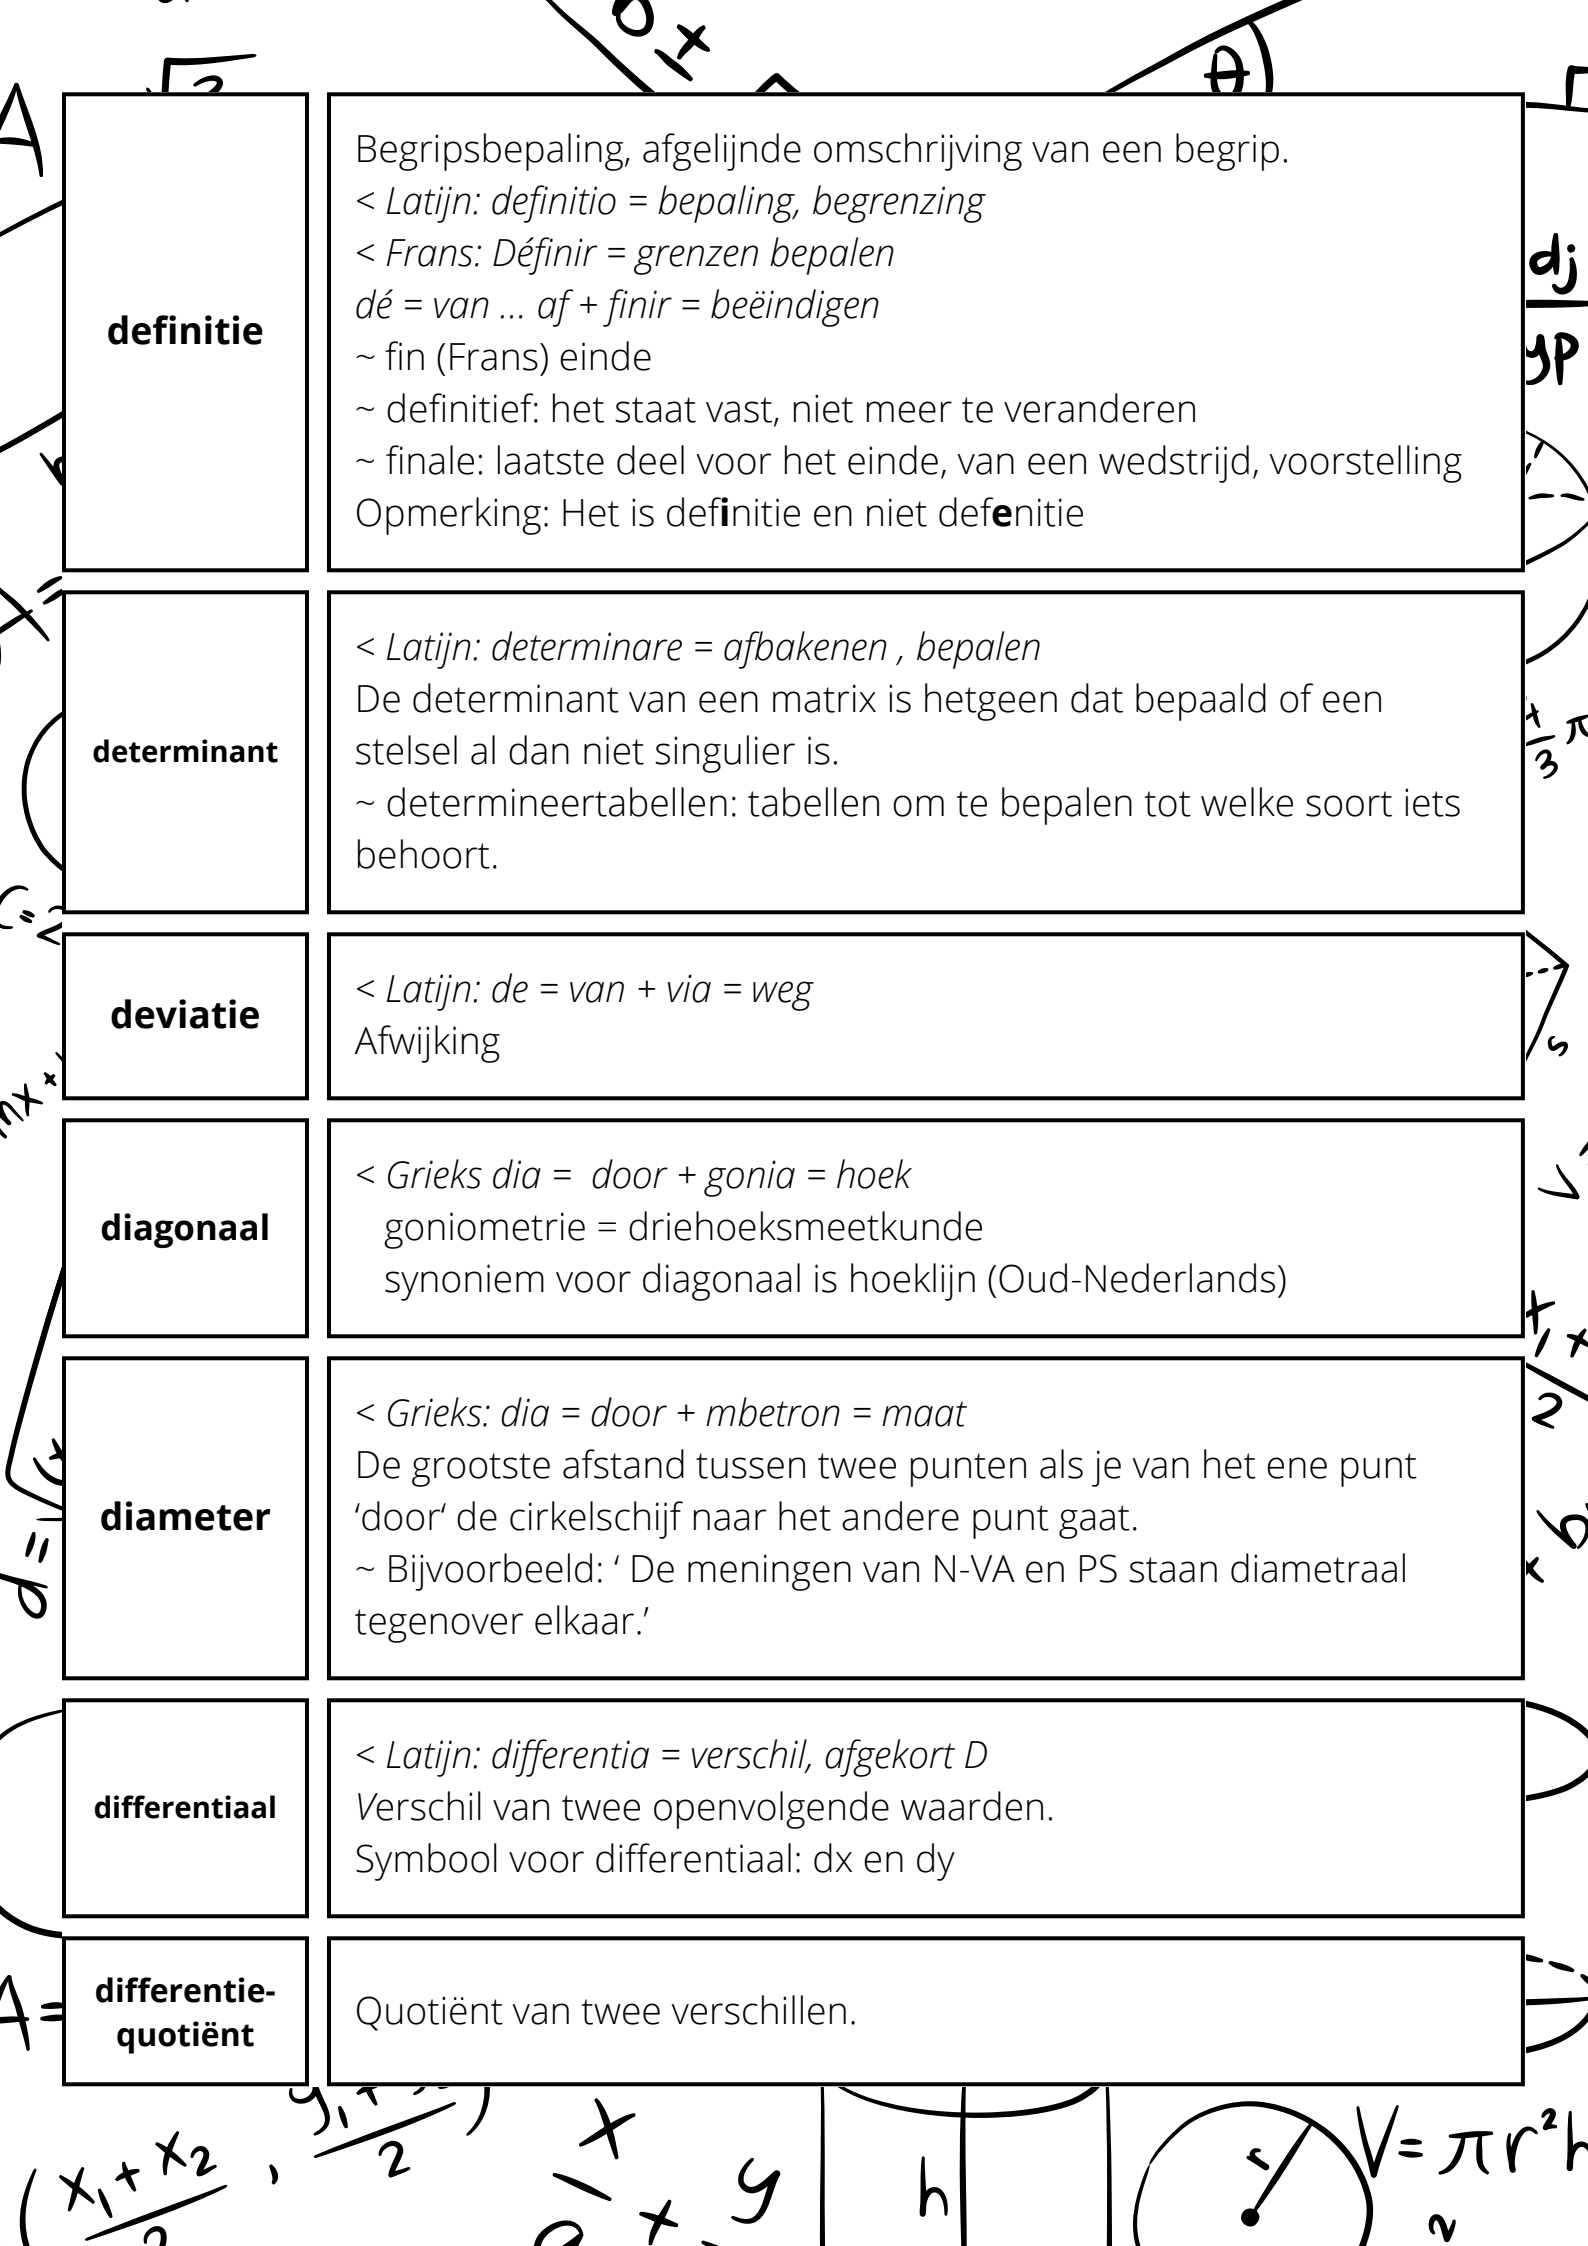 definitie
Begripsbepaling, afgelijnde omschrijving van een begrip.
< Latijn: definitio = bepaling, begrenzing
< Frans: Définir = grenzen bepalen
dé = van ... af + finir = beëindigen
~ fin (Frans) einde
~ definitief: het staat vast, niet meer te veranderen
~ finale: laatste deel voor het einde, van een wedstrijd, voorstelling
Opmerking: Het is definitie en niet defenitie
determinant
< Latijn: determinare = afbakenen , bepalen
De determinant van een matrix is hetgeen dat bepaald of een
stelsel al dan niet singulier is.
~ determineertabellen: tabellen om te bepalen tot welke soort iets
behoort.
deviatie
< Latijn: de = van + via = weg
Afwijking
diagonaal
< Grieks dia =  door + gonia = hoek
goniometrie = driehoeksmeetkunde
synoniem voor diagonaal is hoeklijn (Oud-Nederlands)
diameter
< Grieks: dia = door + mbetron = maat
De grootste afstand tussen twee punten als je van het ene punt
‘door‘ de cirkelschijf naar het andere punt gaat.
~ Bijvoorbeeld: ‘ De meningen van N-VA en PS staan diametraal
tegenover elkaar.’
differentiaal
< Latijn: differentia = verschil, afgekort D
Verschil van twee openvolgende waarden.
Symbool voor differentiaal: dx en dy
differentie-
quotiënt
Quotiënt van twee verschillen.
x₁ + x₂
2
x
y
h
r
V = πr²h